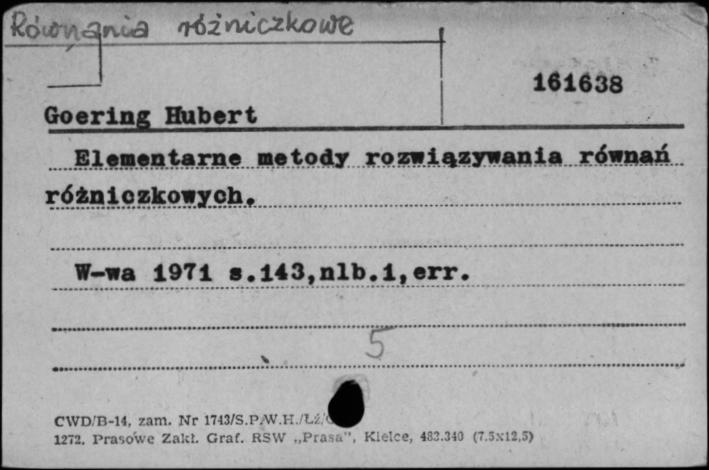 Równania różniczkowe
161638
Goering Hubert
Elementarne metody rozwiązywania równań
różniczkowych.
W-wa 1971 s.143,nlb.1,err.
5
CWD/B-14, zam. Nr 1743/S.P/W.H./Łź/
1272. Prasowe Zakł. Graf. RSW „Prasa", Kielce, 483.340 (7.5x12,5)